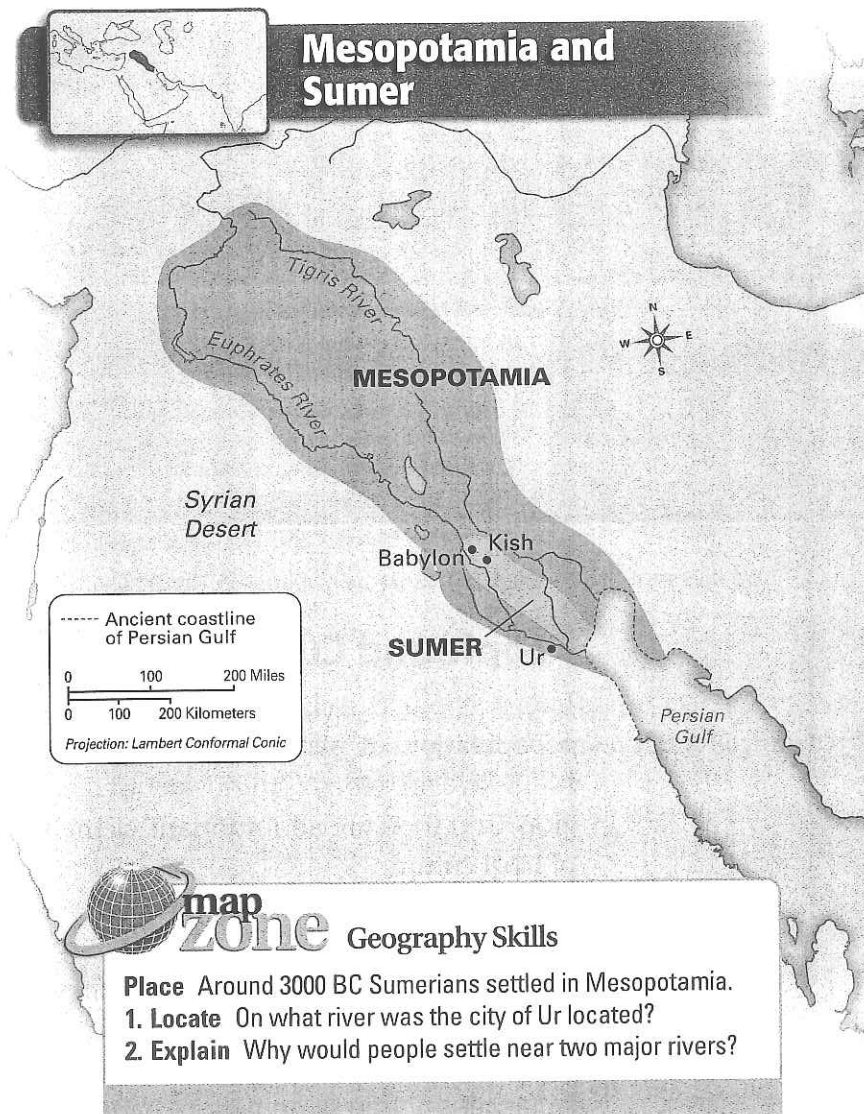 Mesopotamia and
Sumer
Tigris River
Euphrates River
MESOPOTAMIA
N
W E
S
Syrian
Desert
Kish
Babylon
SUMER
Ur
Persian
Gulf
Ancient coastline
of Persian Gulf
0 100 200 Miles
0 100 200 Kilometers
Projection: Lambert Conformal Conic
map
zone Geography Skills
Place Around 3000 BC Sumerians settled in Mesopotamia.
1. Locate On what river was the city of Ur located?
2. Explain Why would people settle near two major rivers?